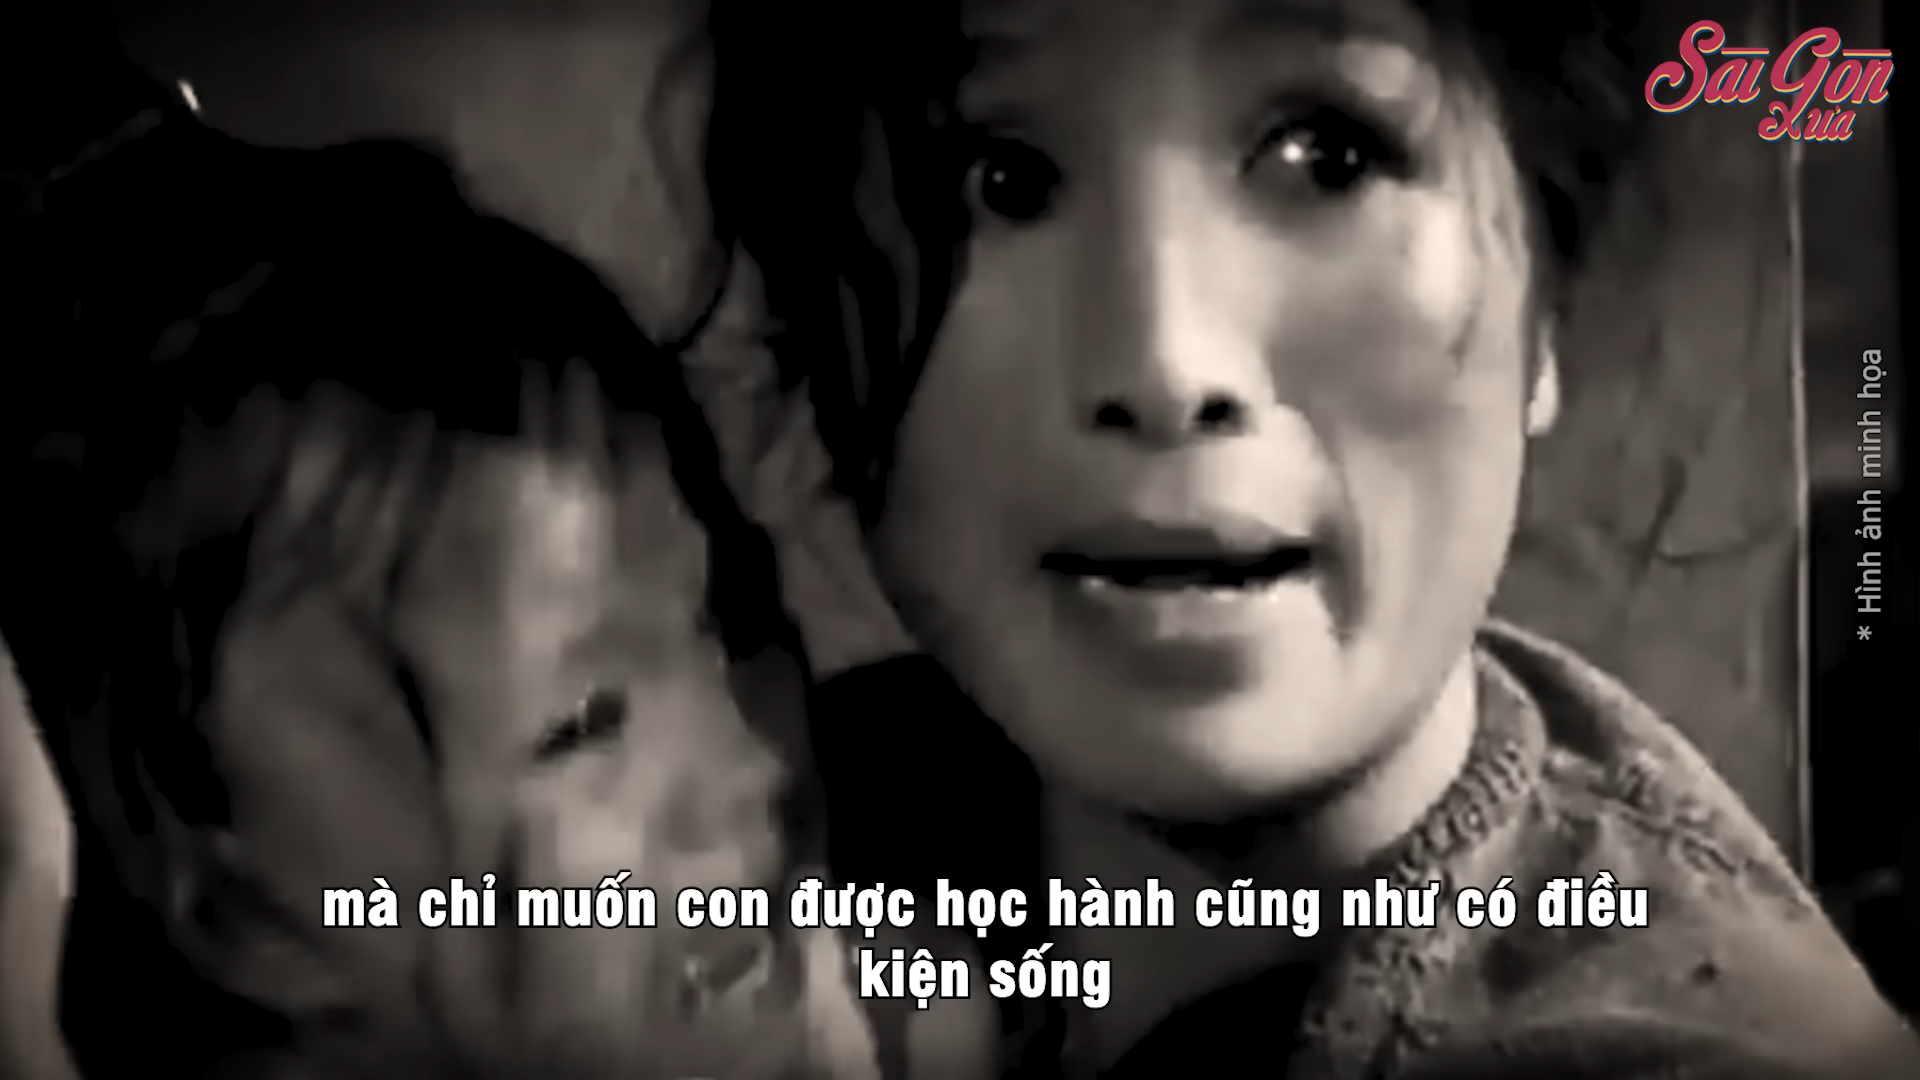 Sài Gòn
Xưa
* Hình ảnh minh họa
mà chỉ muốn con được học hành cũng như có điều
kiện sống